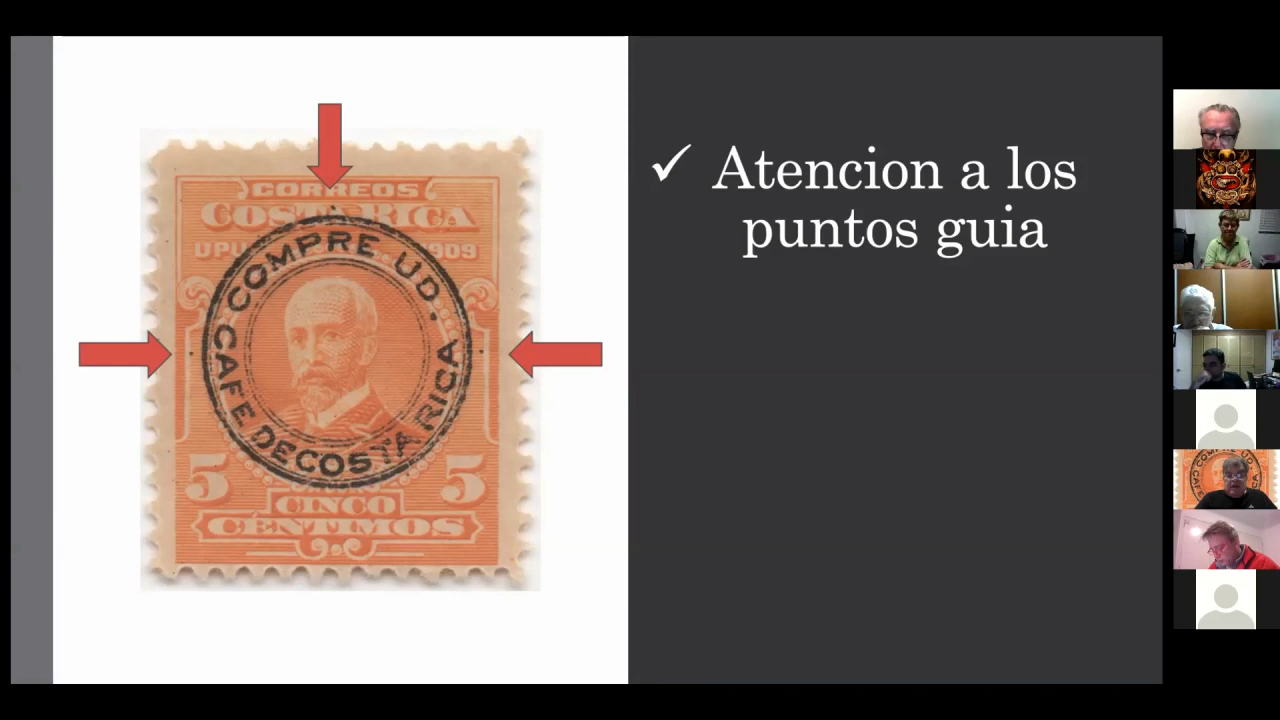 CORREOS
COSTA RICA
UPU 1909
COMPRE UD.
CAFE DE COSTA RICA
5 5
CINCO
CENTIMOS
✓ Atencion a los
puntos guia